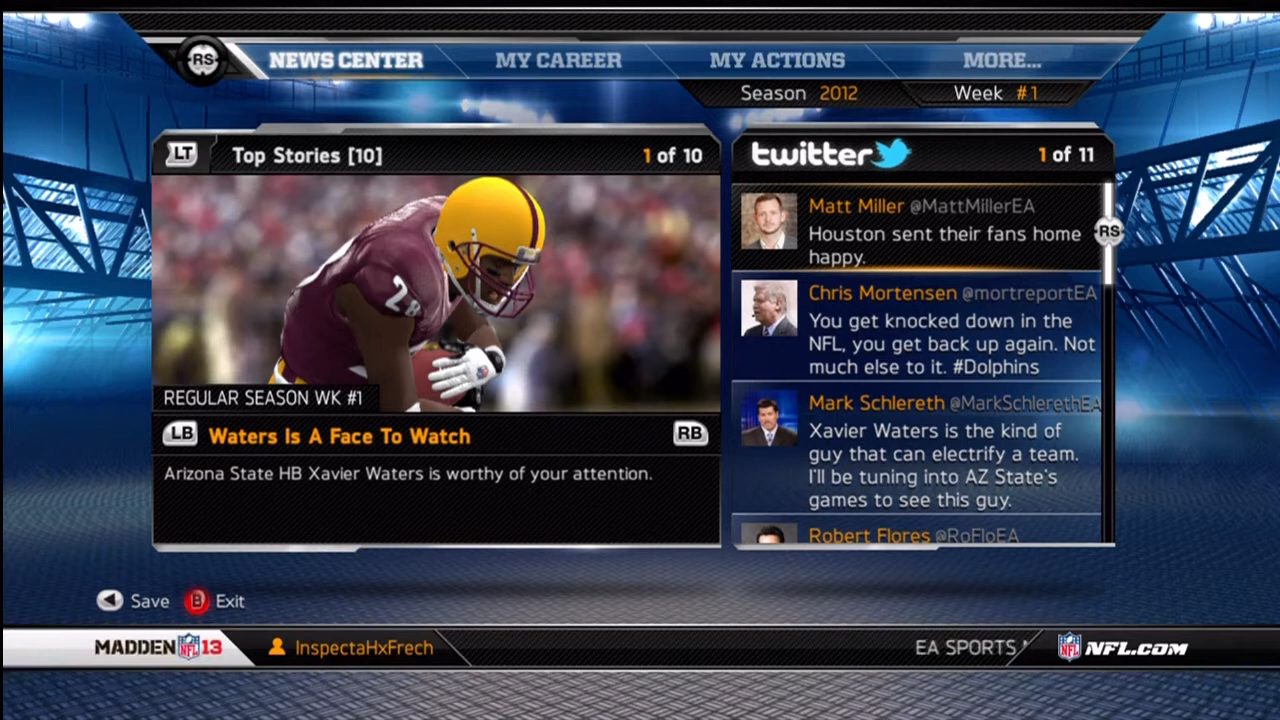 RS
NEWS CENTER
MY CAREER
MY ACTIONS
MORE...
Season 2012
Week #1
LT
Top Stories [10]
1 of 10
28
REGULAR SEASON WK #1
LB
Waters Is A Face To Watch
RB
Arizona State HB Xavier Waters is worthy of your attention.
twitter
1 of 11
Matt Miller @MattMillerEA
Houston sent their fans home
happy.
RS
Chris Mortensen @mortreportEA
You get knocked down in the
NFL, you get back up again. Not
much else to it. #Dolphins
Mark Schlereth @MarkSchlerethEA
Xavier Waters is the kind of
guy that can electrify a team.
I'll be tuning into AZ State's
games to see this guy.
Robert Flores @RoFloEA
Save
B Exit
MADDEN NFL 13
InspectaHxFrech
EA SPORTS
NFL NFL.COM